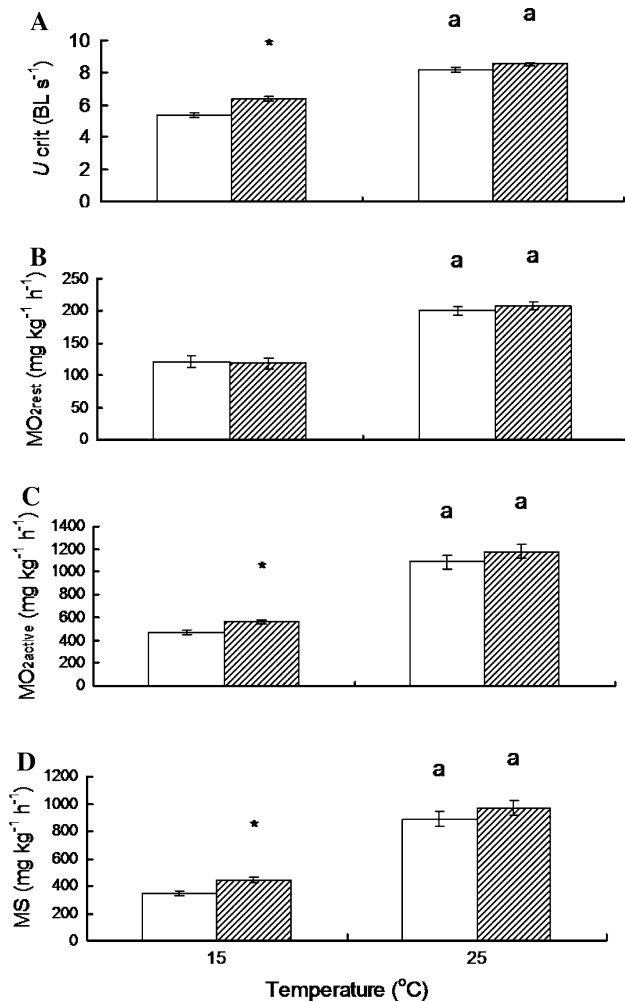 A
a a
*
U crit (BL s⁻¹)
10
8
6
4
2
0
B
a a
MO2rest (mg kg⁻¹ h⁻¹)
250
200
150
100
50
0
C
a a
*
MO2active (mg kg⁻¹ h⁻¹)
1400
1200
1000
800
600
400
200
0
D
a a
*
MS (mg kg⁻¹ h⁻¹)
1200
1000
800
600
400
200
0
15 25
Temperature (°C)